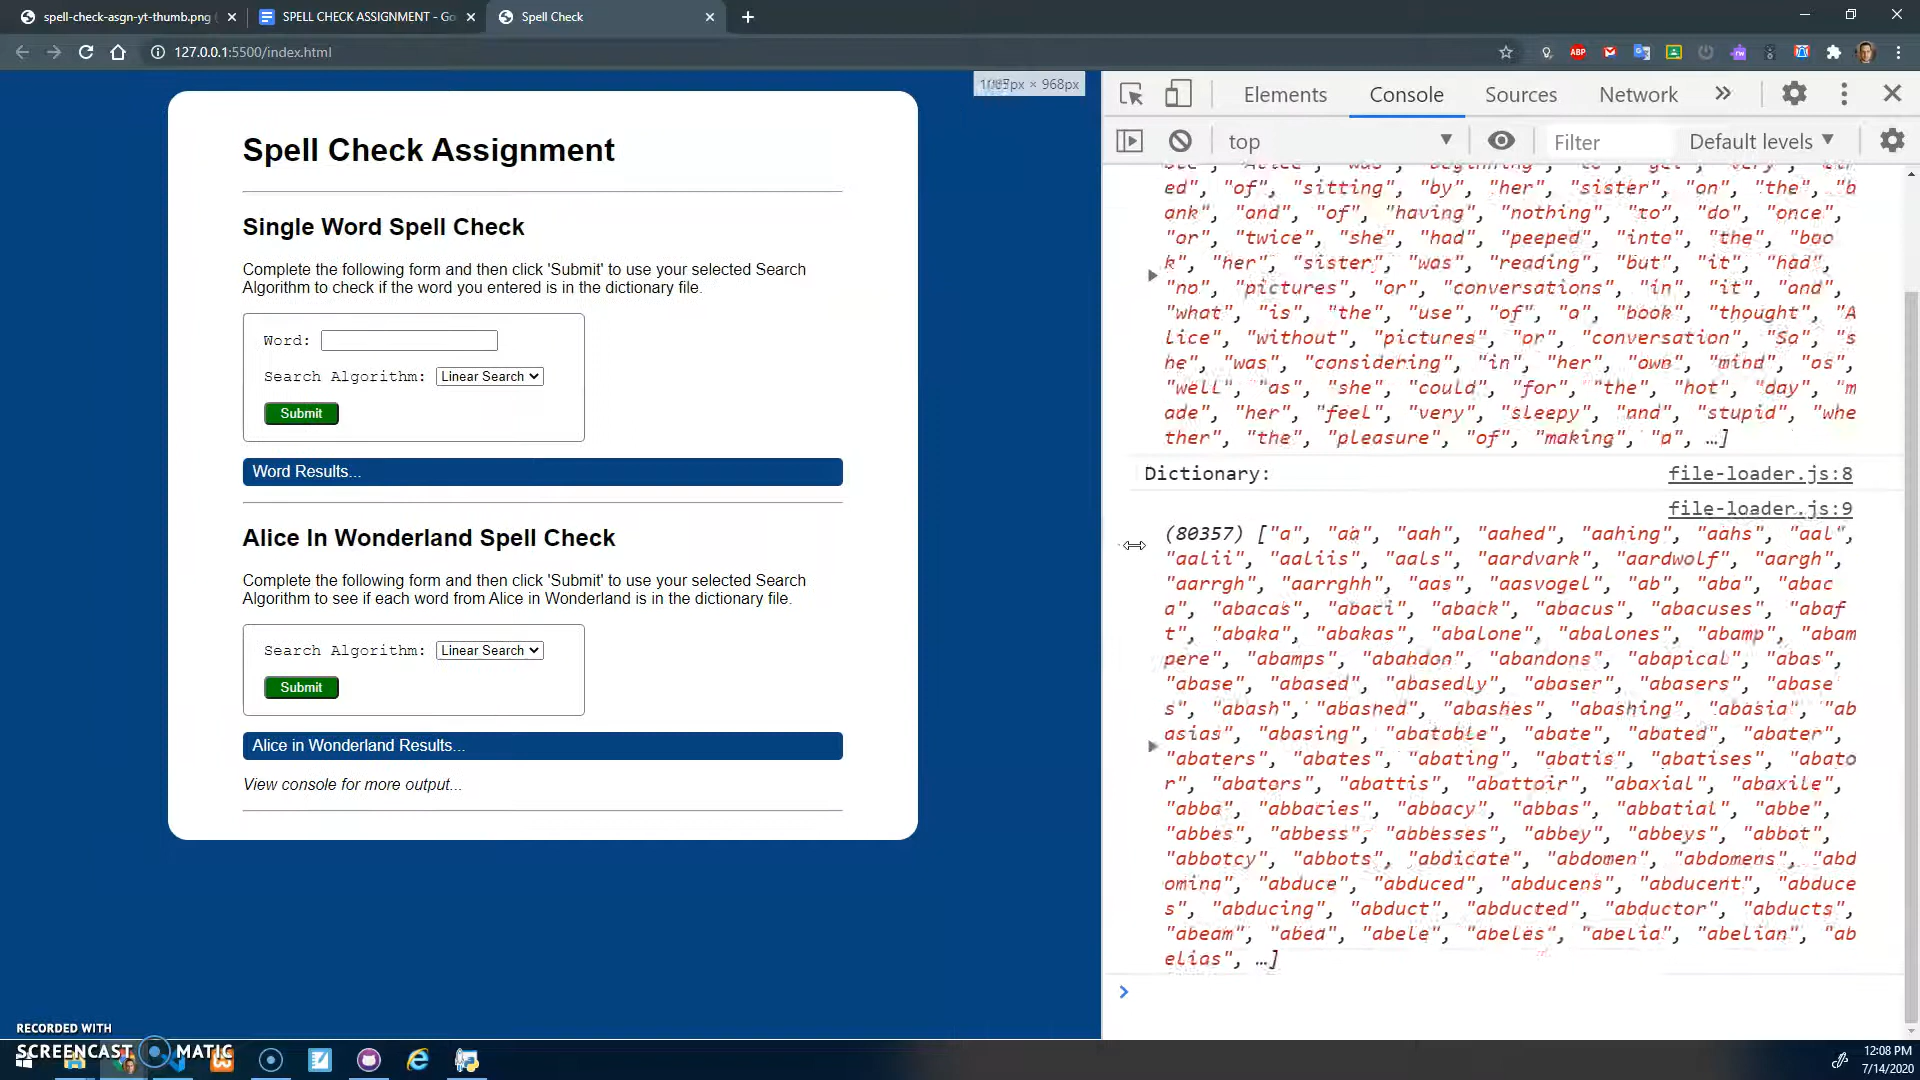 spell-check-asgn-yt-thumb.png
SPELL CHECK ASSIGNMENT - Go
Spell Check
127.0.0.1:5500/index.html
ABP
× 968px
Spell Check Assignment
Single Word Spell Check
Complete the following form and then click 'Submit' to use your selected Search
Algorithm to check if the word you entered is in the dictionary file.
Word:
Search Algorithm: Linear Search
Submit
Word Results...
Alice In Wonderland Spell Check
Complete the following form and then click 'Submit' to use your selected Search
Algorithm to see if each word from Alice in Wonderland is in the dictionary file.
Search Algorithm: Linear Search
Submit
Alice in Wonderland Results...
View console for more output...
Elements Console Sources Network »
top Filter Default levels
ed", "of", "sitting", "by", "her", "sister", "on", "the", "b
ank", "and", "of", "having", "nothing", "to", "do", "once",
"or", "twice", "she", "had", "peeped", "into", "the", "boo
k", "her", "sister", "was", "reading", "but", "it", "had",
"no", "pictures", "or", "conversations", "in", "it", "and",
"what", "is", "the", "use", "of", "a", "book", "thought", "A
lice", "without", "pictures", "or", "conversation", "So", "s
he", "was", "considering", "in", "her", "own", "mind", "as",
"well", "as", "she", "could", "for", "the", "hot", "day", "m
ade", "her", "feel", "very", "sleepy", "and", "stupid", "whe
ther", "the", "pleasure", "of", "making", "a", …]
Dictionary: file-loader.js:8
file-loader.js:9
(80357) ["a", "aa", "aah", "aahed", "aahing", "aahs", "aal",
"aalii", "aaliis", "aals", "aardvark", "aardwolf", "aargh",
"aarrgh", "aarrghh", "aas", "aasvogel", "ab", "aba", "abac
a", "abacas", "abaci", "aback", "abacus", "abacuses", "abaf
t", "abaka", "abakas", "abalone", "abalones", "abamp", "abam
pere", "abamps", "abandon", "abandons", "abapical", "abas",
"abase", "abased", "abasedly", "abaser", "abasers", "abase
s", "abash", "abashed", "abashes", "abashing", "abasia", "ab
asias", "abasing", "abatable", "abate", "abated", "abater",
"abaters", "abates", "abating", "abatis", "abatises", "abato
r", "abators", "abattis", "abattoir", "abaxial", "abaxile",
"abba", "abbacies", "abbacy", "abbas", "abbatial", "abbe",
"abbes", "abbess", "abbesses", "abbey", "abbeys", "abbot",
"abbotcy", "abbots", "abdicate", "abdomen", "abdomens", "abd
omina", "abduce", "abduced", "abducens", "abducent", "abduce
s", "abducing", "abduct", "abducted", "abductor", "abducts",
"abeam", "abed", "abele", "abeles", "abelia", "abelian", "ab
elias", …]
RECORDED WITH
SCREENCAST MATIC
12:08 PM
7/14/2020